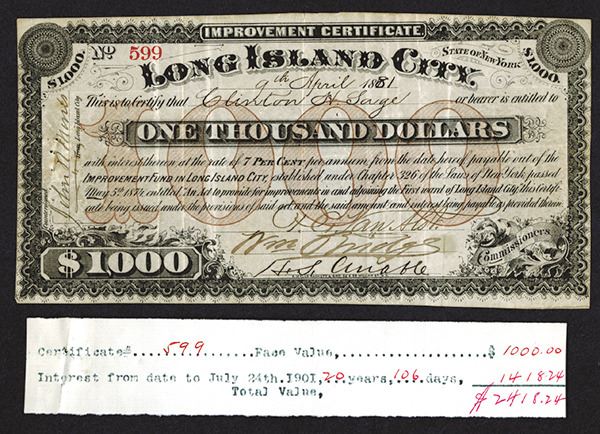 IMPROVEMENT CERTIFICATE.
No 599
STATE OF NEW YORK
$1000.
$1000.
LONG ISLAND CITY.
9th April 1881
This is to certify that Clinton H. Sage or bearer is entitled to
ONE THOUSAND DOLLARS
with interest thereon at the rate of 7 PER CENT per annum from the date hereof payable out of the
IMPROVEMENT FUND IN LONG ISLAND CITY, established under Chapter 326 of the Laws of New York, passed
May 5th 1874, entitled An Act to provide for improvements in and adjoining the First ward of Long Island City, This Certifi-
cate being issued under the provisions of said act and the said amount and interest being payable as provided therein.
Wm Bridge
H.S. Anable
Commissioners
$1000
Certificate#....599.......Face Value,..................$ 1000.00
Interest from date to July 24th.1901,20.years,106.days, 1418 24
Total Value, $2418.24